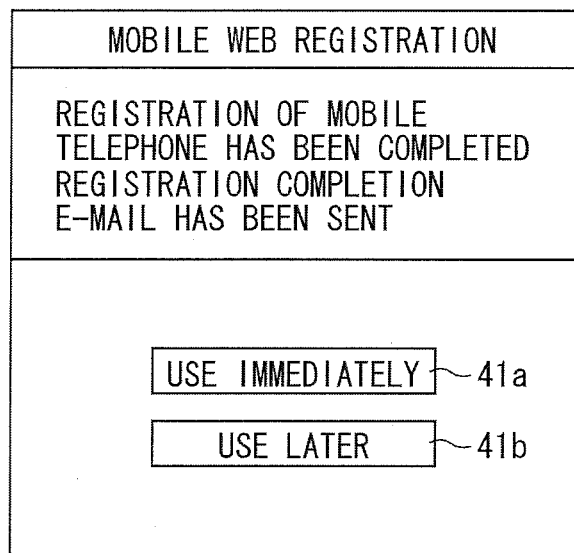 MOBILE WEB REGISTRATION
REGISTRATION OF MOBILE
TELEPHONE HAS BEEN COMPLETED
REGISTRATION COMPLETION
E-MAIL HAS BEEN SENT
USE IMMEDIATELY 41a
USE LATER 41b